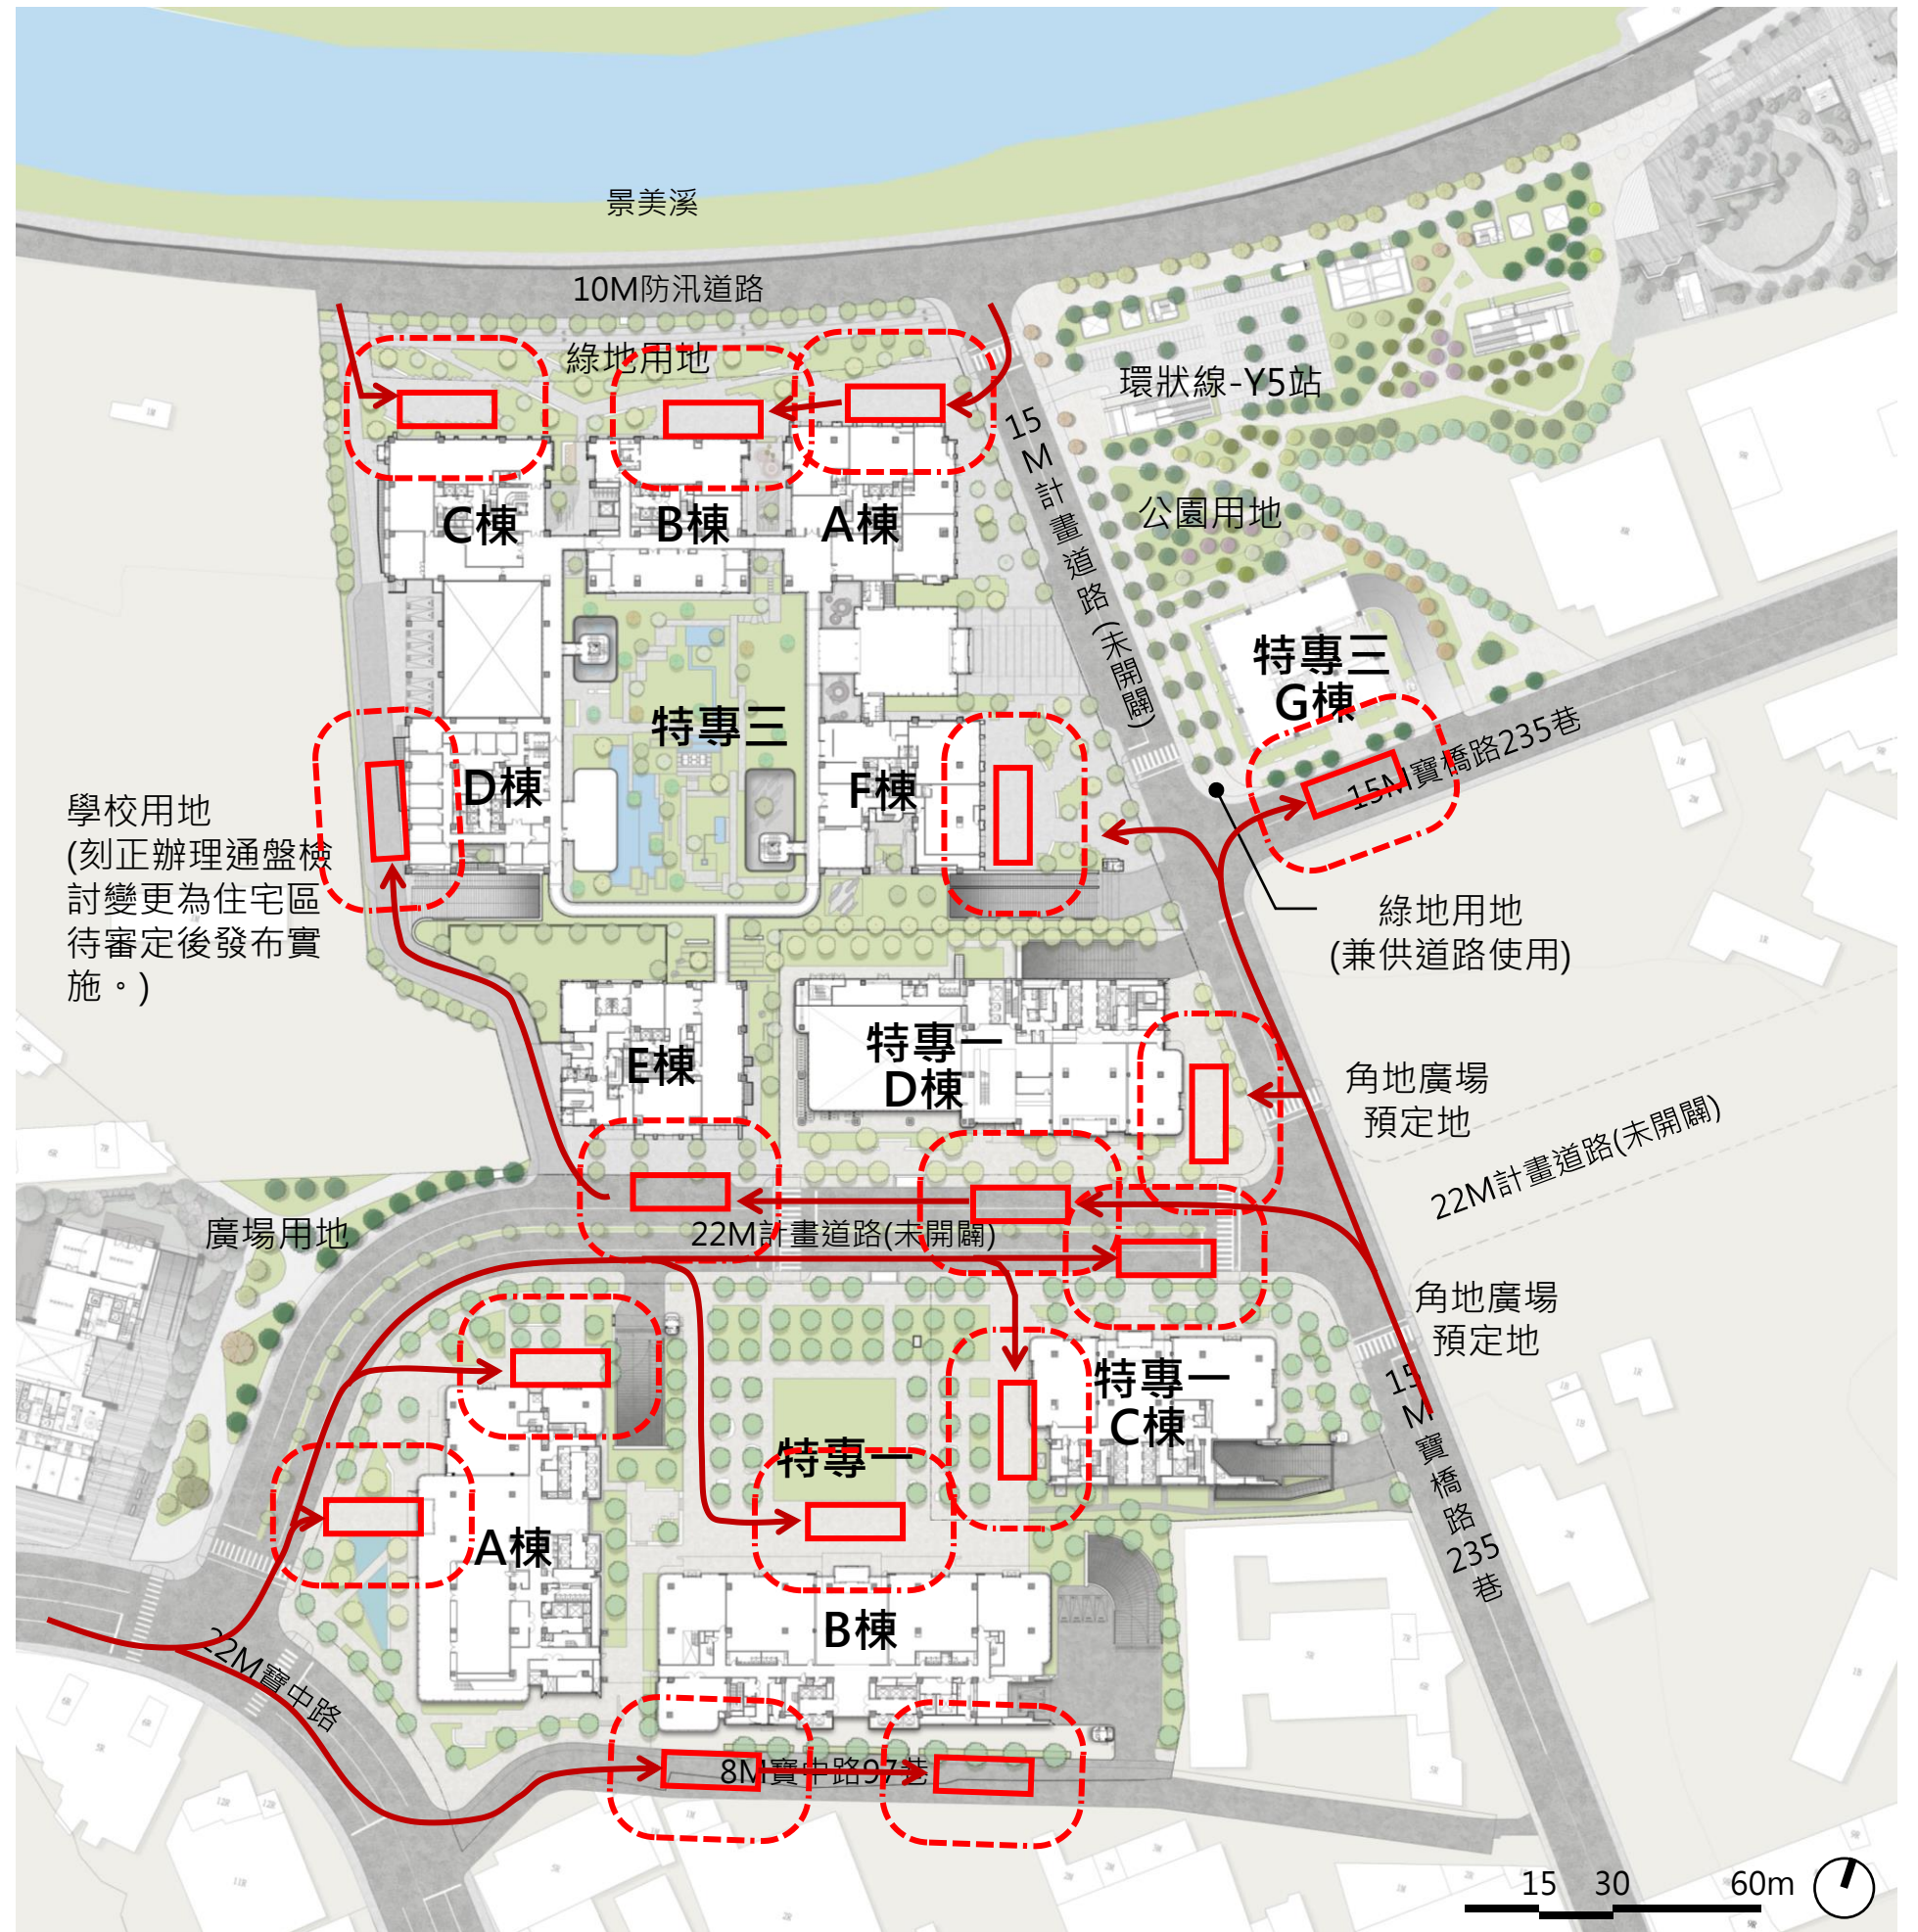 景美溪
10M防汛道路
綠地用地
環狀線-Y5站
15M計畫道路(未開闢)
公園用地
C棟
B棟
A棟
特專三
G棟
特專三
15M寶橋路235巷
D棟
F棟
學校用地
(刻正辦理通盤檢
討變更為住宅區
待審定後發布實
施。)
綠地用地
(兼供道路使用)
特專一
D棟
E棟
角地廣場
預定地
22M計畫道路(未開闢)
廣場用地
22M計畫道路(未開闢)
角地廣場
預定地
特專一
C棟
15M寶橋路235巷
特專一
A棟
B棟
22M寶中路
8M寶中路97巷
15 30 60m